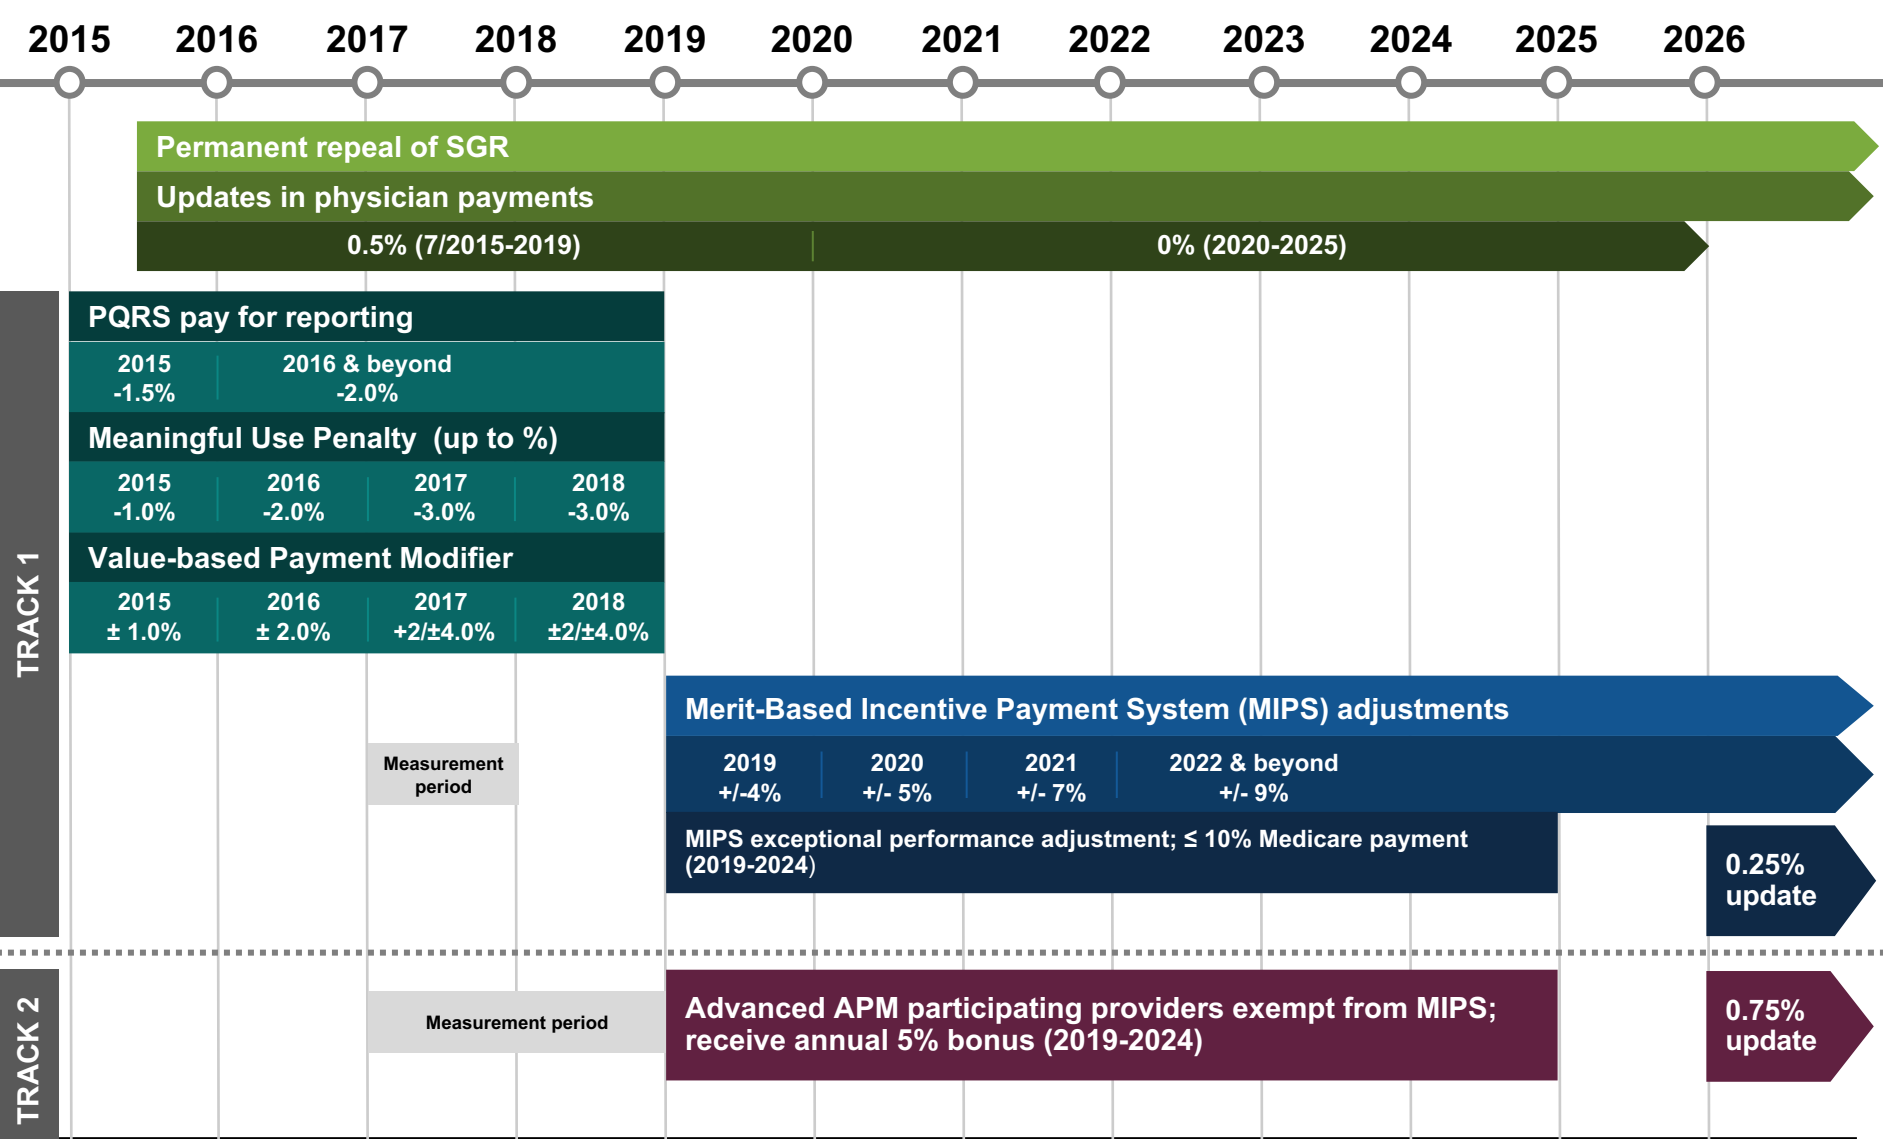 2015 2016 2017 2018 2019 2020 2021 2022 2023 2024 2025 2026
Permanent repeal of SGR
Updates in physician payments
0.5% (7/2015-2019) 0% (2020-2025)
TRACK 1
PQRS pay for reporting
2015 2016 & beyond
-1.5% -2.0%
Meaningful Use Penalty (up to %)
2015 2016 2017 2018
-1.0% -2.0% -3.0% -3.0%
Value-based Payment Modifier
2015 2016 2017 2018
± 1.0% ± 2.0% +2/±4.0% ±2/±4.0%
Merit-Based Incentive Payment System (MIPS) adjustments
Measurement
period
2019 2020 2021 2022 & beyond
+/-4% +/- 5% +/- 7% +/- 9%
MIPS exceptional performance adjustment; ≤ 10% Medicare payment
(2019-2024)
0.25%
update
TRACK 2
Measurement period
Advanced APM participating providers exempt from MIPS;
receive annual 5% bonus (2019-2024)
0.75%
update